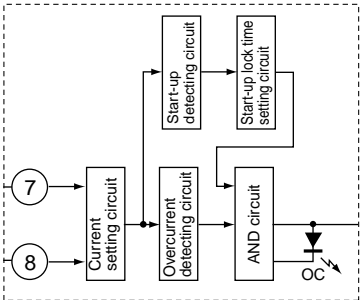 Start-up
detecting circuit
Start-up lock time
setting circuit
7
8
Current
setting circuit
Overcurrent
detecting circuit
AND circuit
OC